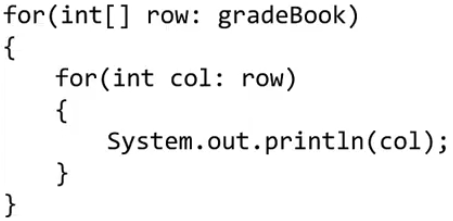 for(int[] row: gradeBook)
{
    for(int col: row)
    {
        System.out.println(col);
    }
}